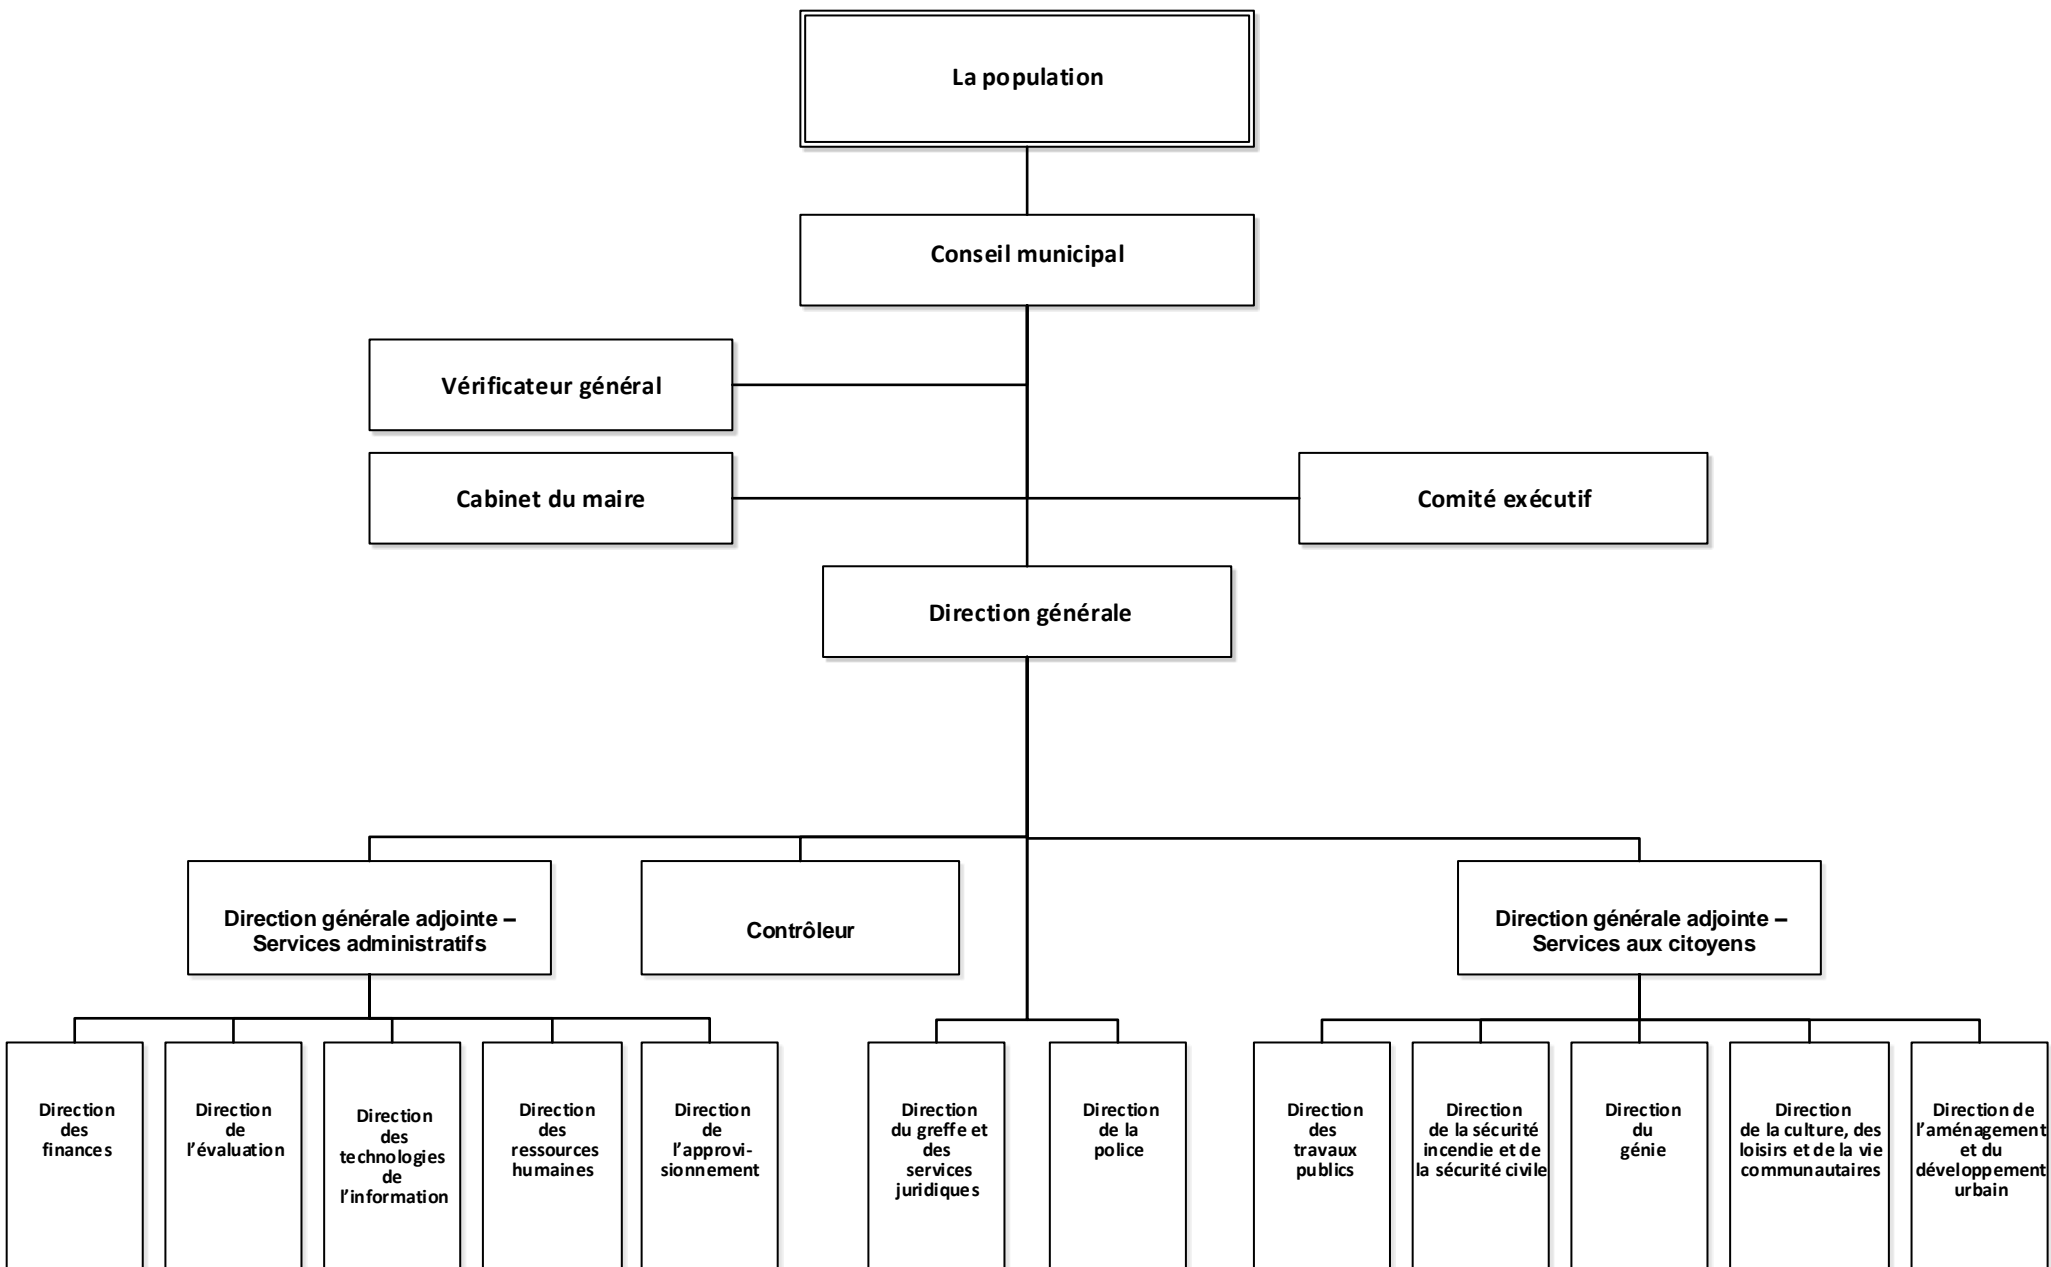 La population
Conseil municipal
Vérificateur général
Cabinet du maire
Comité exécutif
Direction générale
Direction générale adjointe –
Services administratifs
Contrôleur
Direction générale adjointe –
Services aux citoyens
Direction
des
finances
Direction
de
l'évaluation
Direction
des
technologies
de
l'information
Direction
des
ressources
humaines
Direction
de
l'approvi-
sionnement
Direction
du greffe et
des
services
juridiques
Direction
de la
police
Direction
des
travaux
publics
Direction
de la sécurité
incendie et de
la sécurité civile
Direction
du
génie
Direction
de la culture, des
loisirs et de la vie
communautaires
Direction de
l'aménagement
et du
développement
urbain